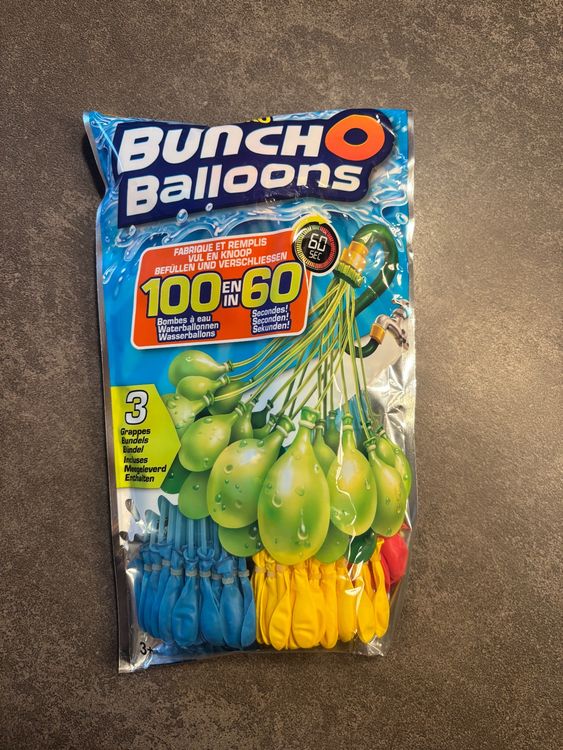 BUNCH O
Balloons
FABRIQUE ET REMPLIS
VUL EN KNOOP
BEFÜLLEN UND VERSCHLIESSEN
60
SEC
100 EN IN 60
Bombes à eau
Waterballonnen
Wasserballons
Secondes!
Seconden!
Sekunden!
3
Grappes
Bundels
Bündel
Incluses
Meegeleverd
Enthalten
3+